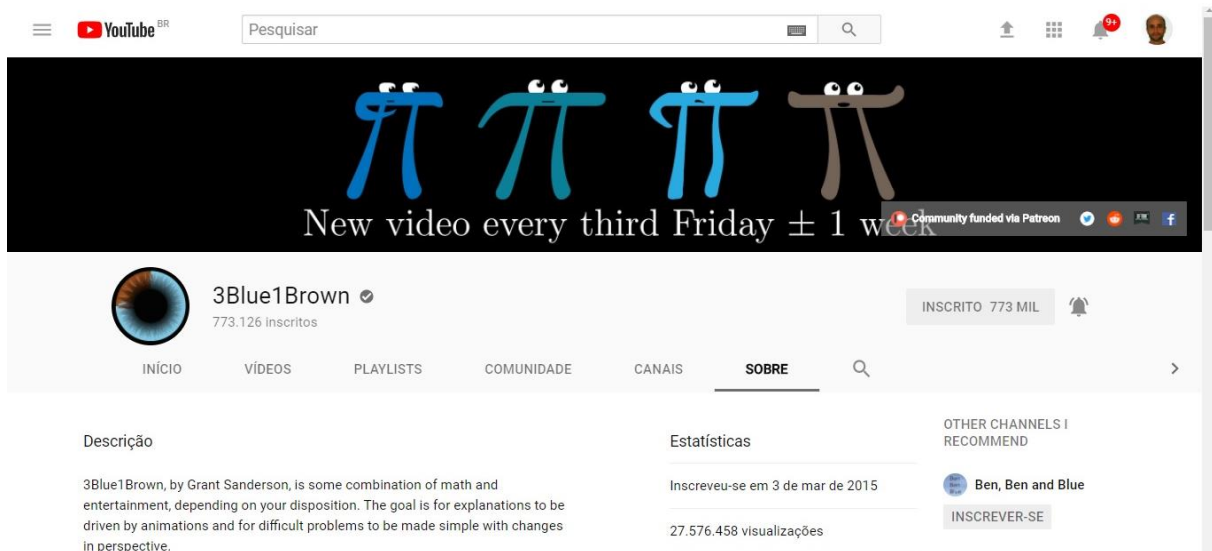 YouTube BR
Pesquisar
9+
New video every third Friday ± 1 week
Community funded via Patreon
3Blue1Brown
773.126 inscritos
INSCRITO 773 MIL
INÍCIO VÍDEOS PLAYLISTS COMUNIDADE CANAIS SOBRE
Descrição
3Blue1Brown, by Grant Sanderson, is some combination of math and
entertainment, depending on your disposition. The goal is for explanations to be
driven by animations and for difficult problems to be made simple with changes
in perspective.
Estatísticas
Inscreveu-se em 3 de mar de 2015
27.576.458 visualizações
OTHER CHANNELS I
RECOMMEND
Ben, Ben and Blue
INSCREVER-SE